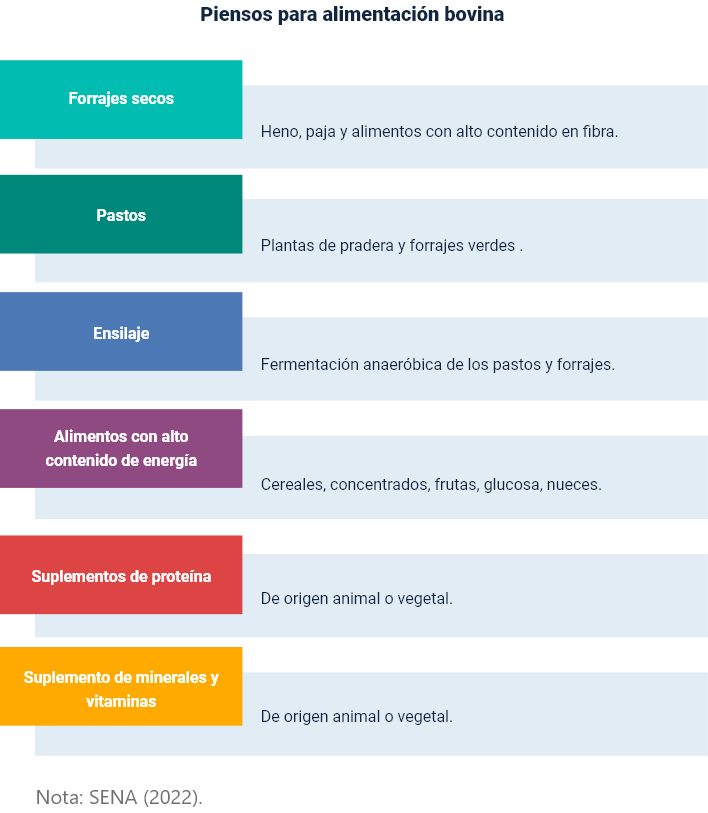 Piensos para alimentación bovina
Forrajes secos
Heno, paja y alimentos con alto contenido en fibra.
Pastos
Plantas de pradera y forrajes verdes .
Ensilaje
Fermentación anaeróbica de los pastos y forrajes.
Alimentos con alto
contenido de energía
Cereales, concentrados, frutas, glucosa, nueces.
Suplementos de proteína
De origen animal o vegetal.
Suplemento de minerales y
vitaminas
De origen animal o vegetal.
Nota: SENA (2022).